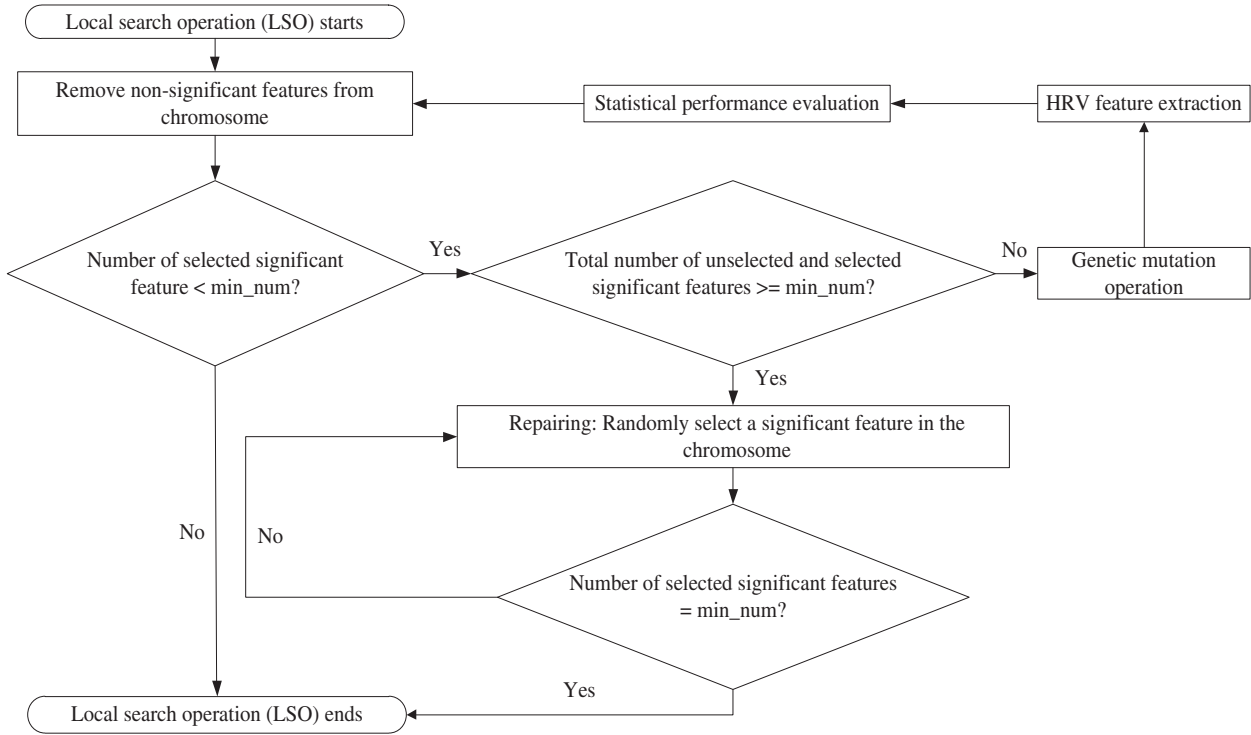 Local search operation (LSO) starts
Remove non-significant features from
chromosome
Statistical performance evaluation
HRV feature extraction
Number of selected significant
feature < min_num?
Yes
Total number of unselected and selected
significant features >= min_num?
No
Genetic mutation
operation
Yes
Repairing: Randomly select a significant feature in the
chromosome
No
No
Number of selected significant features
= min_num?
Yes
Local search operation (LSO) ends